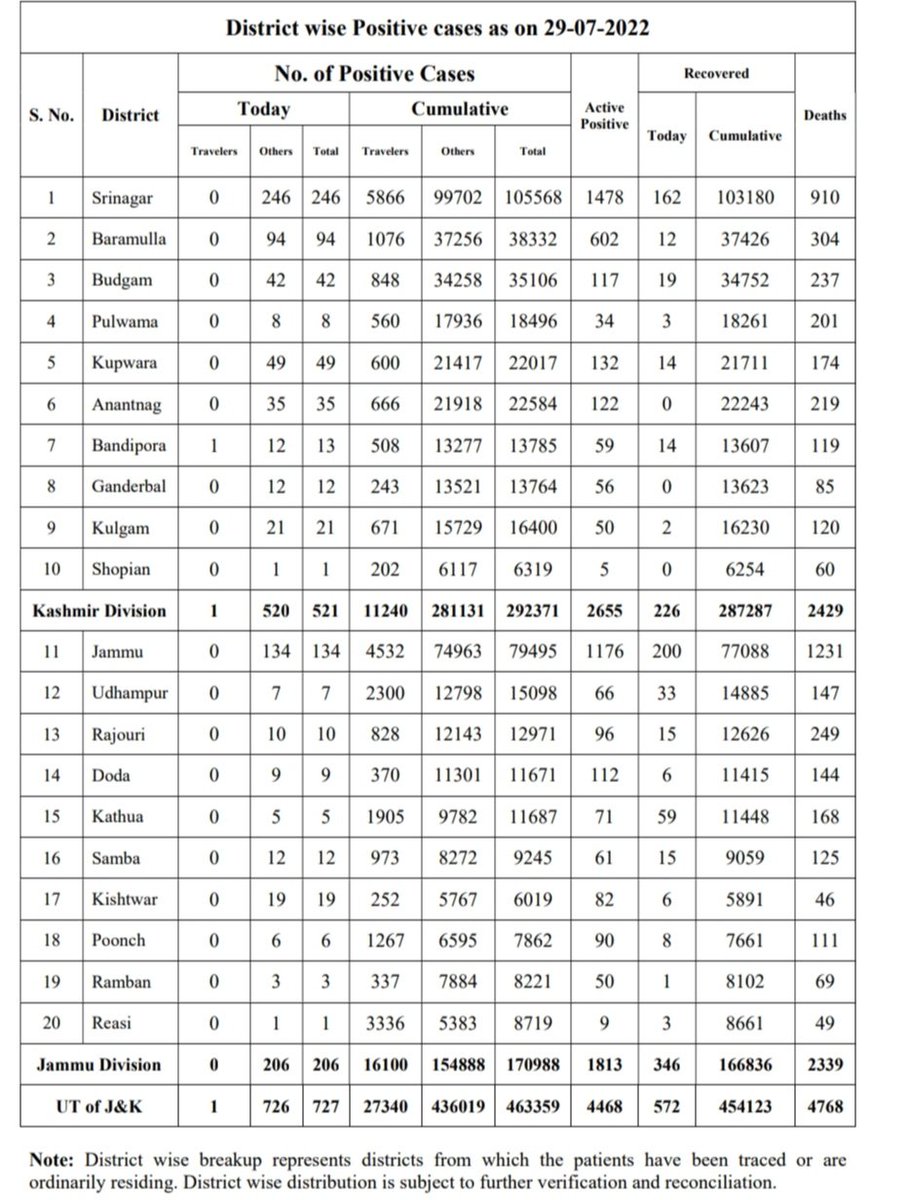 District wise Positive cases as on 29-07-2022
S. No. District No. of Positive Cases Active Positive Recovered Deaths
Today Cumulative Today Cumulative
Travelers Others Total Travelers Others Total
1 Srinagar 0 246 246 5866 99702 105568 1478 162 103180 910
2 Baramulla 0 94 94 1076 37256 38332 602 12 37426 304
3 Budgam 0 42 42 848 34258 35106 117 19 34752 237
4 Pulwama 0 8 8 560 17936 18496 34 3 18261 201
5 Kupwara 0 49 49 600 21417 22017 132 14 21711 174
6 Anantnag 0 35 35 666 21918 22584 122 0 22243 219
7 Bandipora 1 12 13 508 13277 13785 59 14 13607 119
8 Ganderbal 0 12 12 243 13521 13764 56 0 13623 85
9 Kulgam 0 21 21 671 15729 16400 50 2 16230 120
10 Shopian 0 1 1 202 6117 6319 5 0 6254 60
Kashmir Division 1 520 521 11240 281131 292371 2655 226 287287 2429
11 Jammu 0 134 134 4532 74963 79495 1176 200 77088 1231
12 Udhampur 0 7 7 2300 12798 15098 66 33 14885 147
13 Rajouri 0 10 10 828 12143 12971 96 15 12626 249
14 Doda 0 9 9 370 11301 11671 112 6 11415 144
15 Kathua 0 5 5 1905 9782 11687 71 59 11448 168
16 Samba 0 12 12 973 8272 9245 61 15 9059 125
17 Kishtwar 0 19 19 252 5767 6019 82 6 5891 46
18 Poonch 0 6 6 1267 6595 7862 90 8 7661 111
19 Ramban 0 3 3 337 7884 8221 50 1 8102 69
20 Reasi 0 1 1 3336 5383 8719 9 3 8661 49
Jammu Division 0 206 206 16100 154888 170988 1813 346 166836 2339
UT of J&K 1 726 727 27340 436019 463359 4468 572 454123 4768
Note: District wise breakup represents districts from which the patients have been traced or are
ordinarily residing. District wise distribution is subject to further verification and reconciliation.